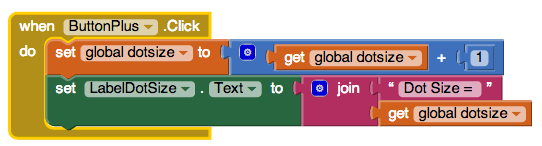 when ButtonPlus .Click
do set global dotsize to get global dotsize + 1
set LabelDotSize . Text to join “ Dot Size = ”
get global dotsize